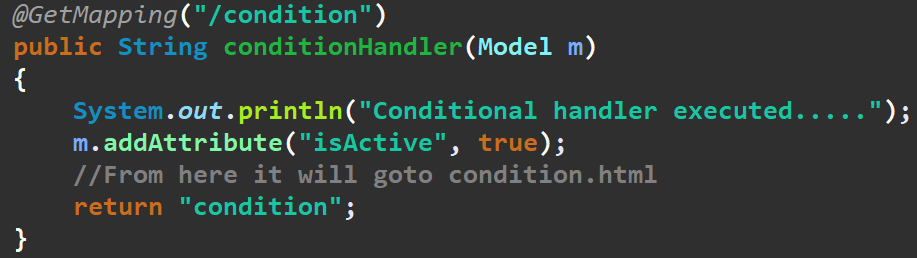 @GetMapping("/condition")
public String conditionHandler(Model m)
{
System.out.println("Conditional handler executed.....");
m.addAttribute("isActive", true);
//From here it will goto condition.html
return "condition";
}